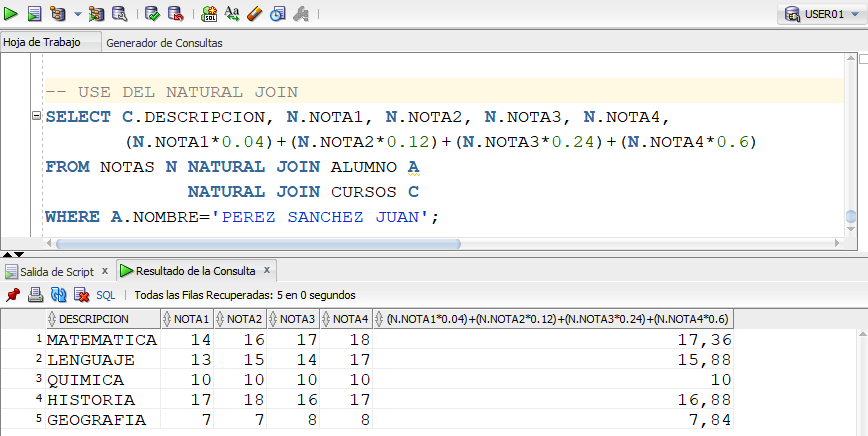 USER01
Hoja de Trabajo Generador de Consultas
-- USE DEL NATURAL JOIN
SELECT C.DESCRIPCION, N.NOTA1, N.NOTA2, N.NOTA3, N.NOTA4,
(N.NOTA1*0.04)+(N.NOTA2*0.12)+(N.NOTA3*0.24)+(N.NOTA4*0.6)
FROM NOTAS N NATURAL JOIN ALUMNO A
NATURAL JOIN CURSOS C
WHERE A.NOMBRE='PEREZ SANCHEZ JUAN';
Salida de Script x Resultado de la Consulta x
SQL | Todas las Filas Recuperadas: 5 en 0 segundos
DESCRIPCION NOTA1 NOTA2 NOTA3 NOTA4 (N.NOTA1*0.04)+(N.NOTA2*0.12)+(N.NOTA3*0.24)+(N.NOTA4*0.6)
1 MATEMATICA 14 16 17 18 17,36
2 LENGUAJE 13 15 14 17 15,88
3 QUIMICA 10 10 10 10 10
4 HISTORIA 17 18 16 17 16,88
5 GEOGRAFIA 7 7 8 8 7,84